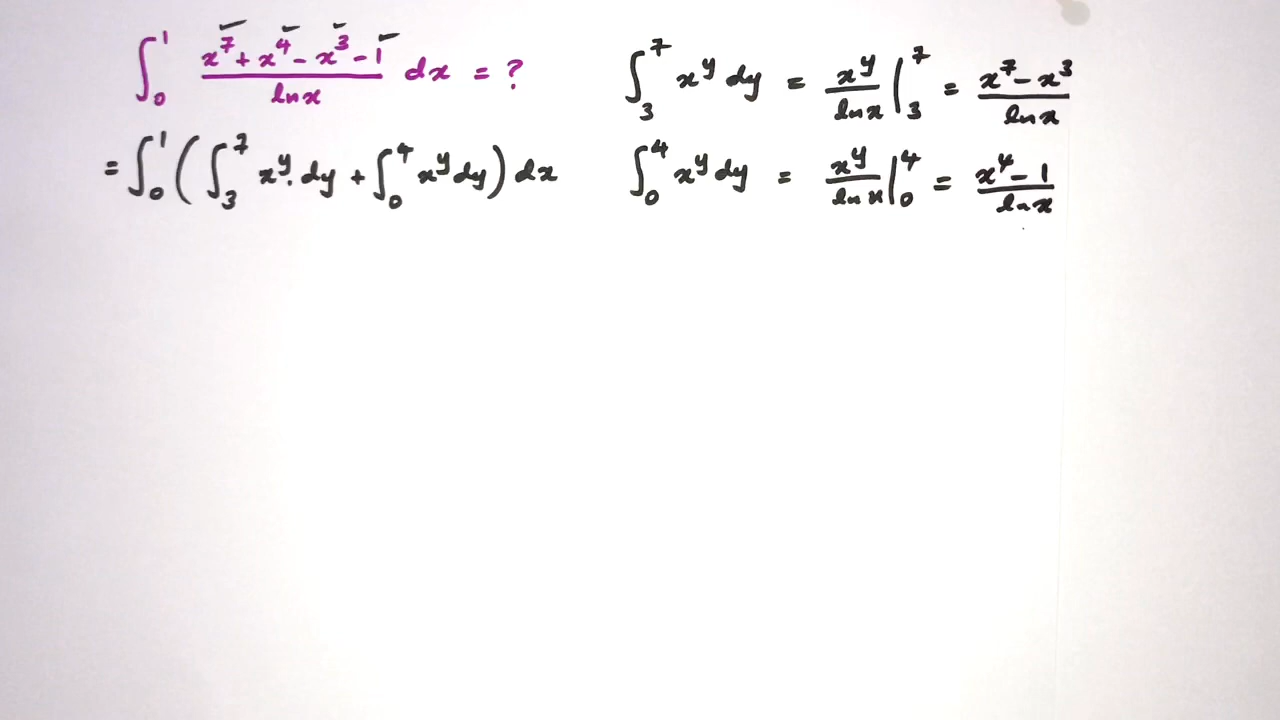 ∫₀¹ (x⁷ + x⁴ − x³ − 1)/(ln x) dx = ?
= ∫₀¹ ( ∫₃⁷ x^y · dy + ∫₀⁴ x^y dy ) dx
∫₃⁷ x^y dy = x^y/(ln x) |₃⁷ = (x⁷ − x³)/(ln x)
∫₀⁴ x^y dy = x^y/(ln x) |₀⁴ = (x⁴ − 1)/(ln x)